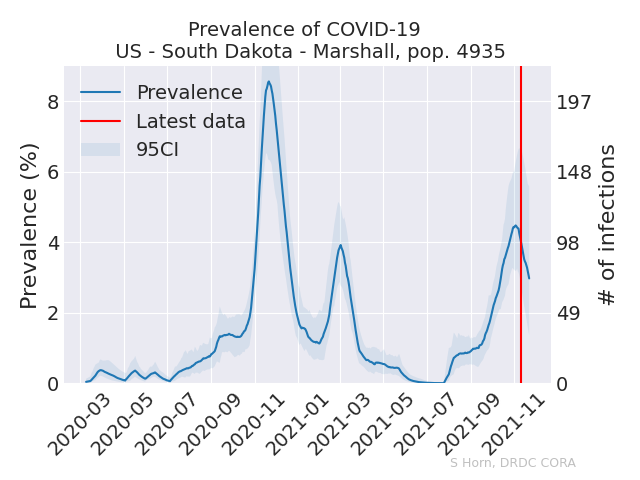 Prevalence of COVID-19
US - South Dakota - Marshall, pop. 4935
Prevalence
Latest data
95CI
Prevalence (%)
8
6
4
2
0
197
148
98
49
0
# of infections
2020-03
2020-05
2020-07
2020-09
2020-11
2021-01
2021-03
2021-05
2021-07
2021-09
2021-11
S Horn, DRDC CORA